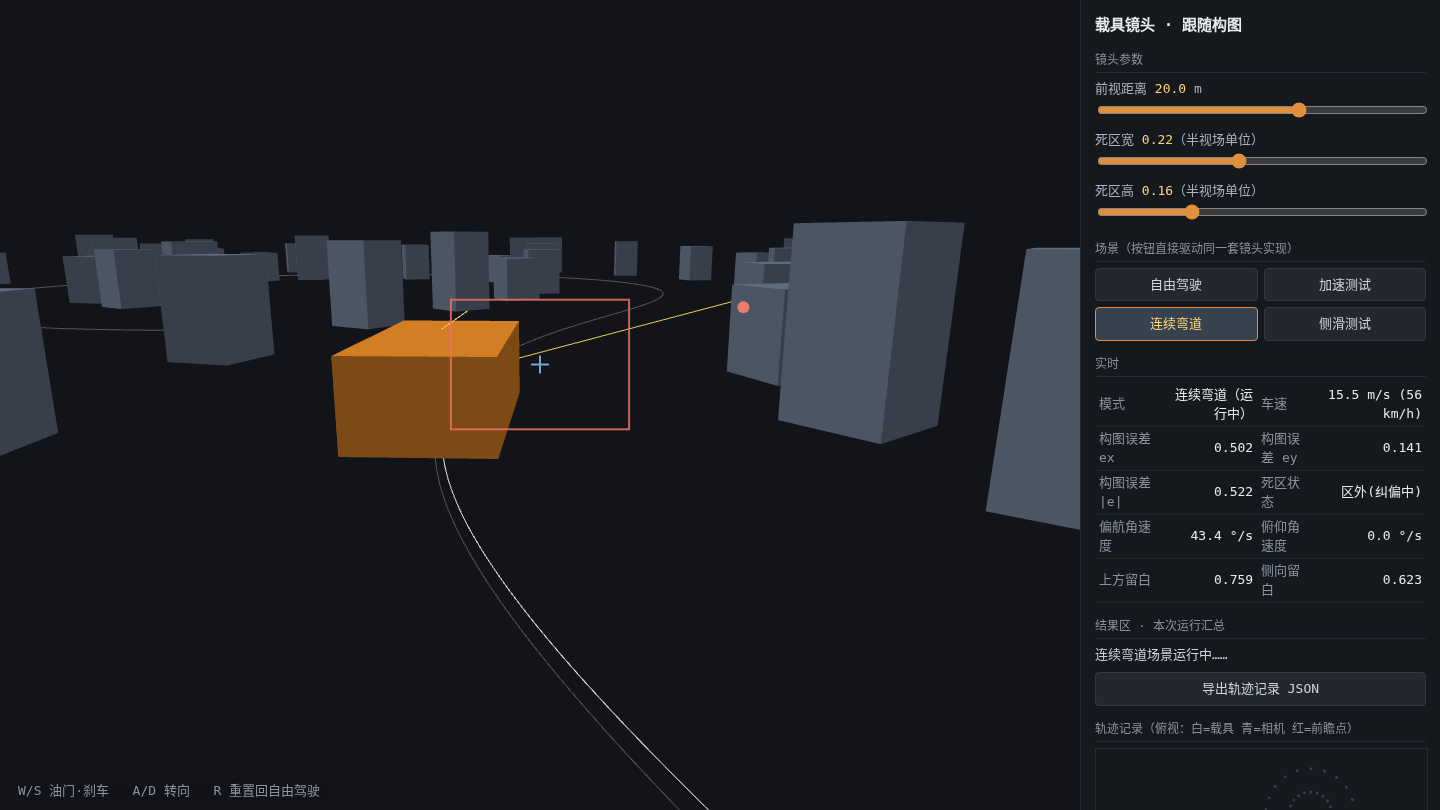 载具镜头 · 跟随构图
镜头参数
前视距离 20.0 m
死区宽 0.22（半视场单位）
死区高 0.16（半视场单位）
场景（按钮直接驱动同一套镜头实现）
自由驾驶 加速测试
连续弯道 侧滑测试
实时
模式 连续弯道（运行中） 车速 15.5 m/s (56 km/h)
构图误差 ex 0.502 构图误差 ey 0.141
构图误差 |e| 0.522 死区状态 区外(纠偏中)
偏航角速度 43.4 °/s 俯仰角速度 0.0 °/s
上方留白 0.759 侧向留白 0.623
结果区 · 本次运行汇总
连续弯道场景运行中……
导出轨迹记录 JSON
轨迹记录（俯视: 白=载具 青=相机 红=前瞻点）
W/S 油门·刹车 A/D 转向 R 重置回自由驾驶